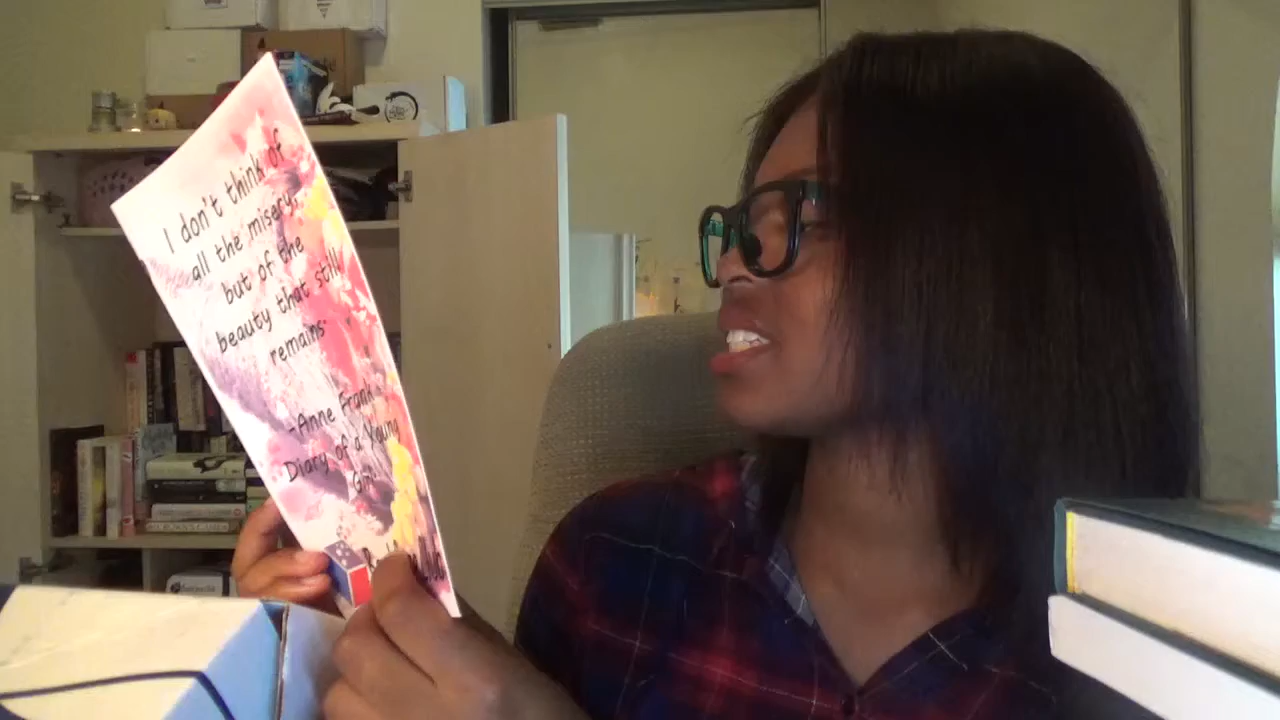 I don't think of
all the misery,
but of the
beauty that still
remains.
-Anne Frank
Diary of a Young
Girl